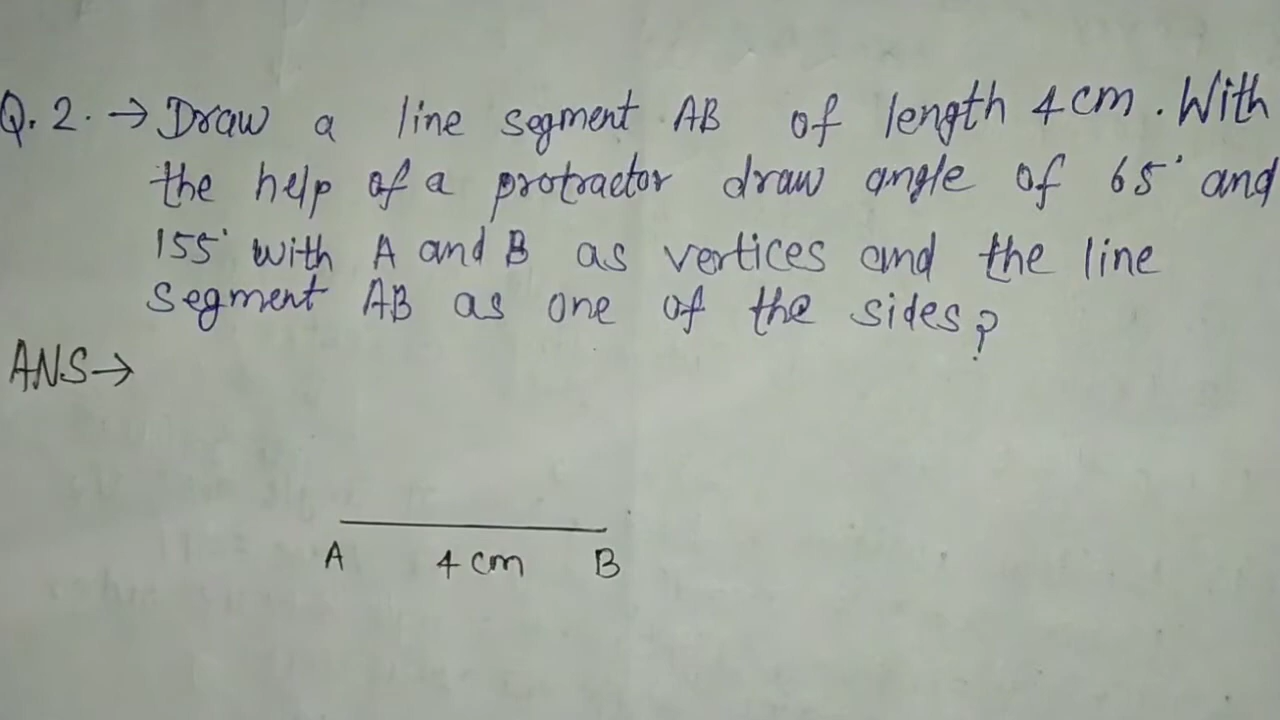 Q. 2. → Draw a line segment AB of length 4 cm. With
the help of a protractor draw angle of 65° and
155° with A and B as vertices and the line
segment AB as one of the sides?
ANS →
A 4 cm B